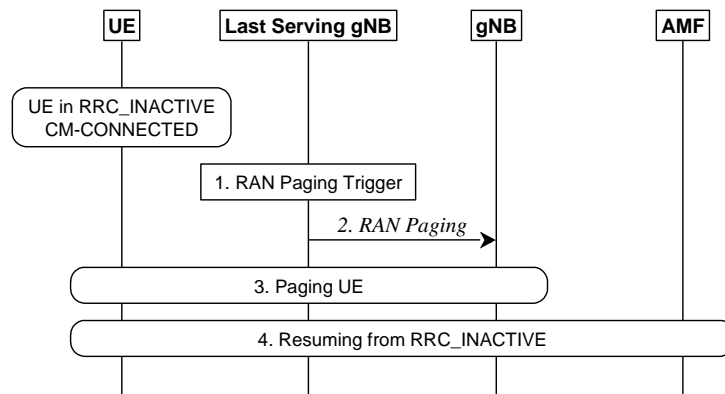 UE
Last Serving gNB
gNB
AMF
UE in RRC_INACTIVE
CM-CONNECTED
1. RAN Paging Trigger
2. RAN Paging
3. Paging UE
4. Resuming from RRC_INACTIVE